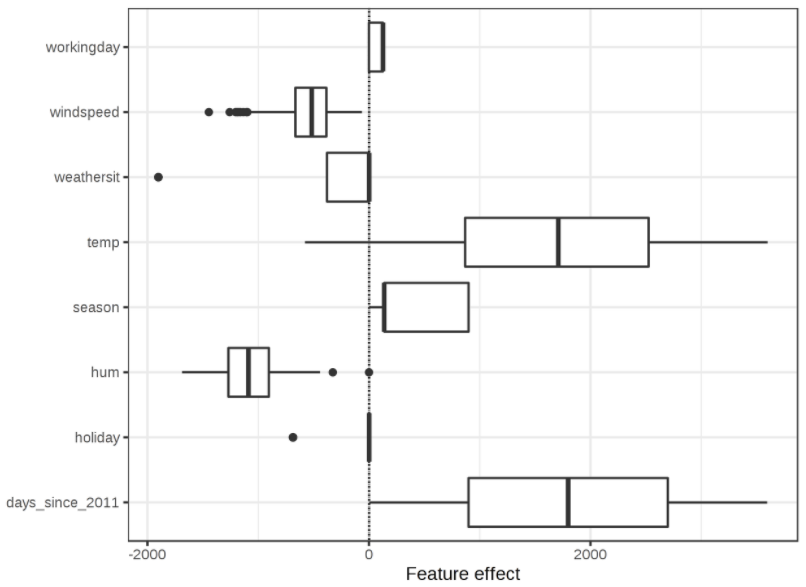 workingday
windspeed
weathersit
temp
season
hum
holiday
days_since_2011
-2000 0 2000
Feature effect